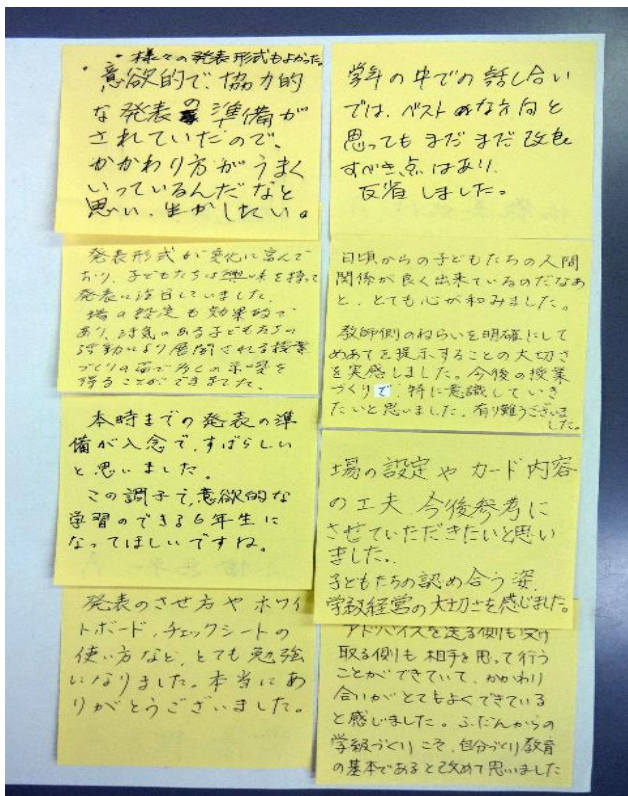 ・様々の発表形式もよかった。
・意欲的で、協力的
な発表の準備が
されていたので、
かかわり方がうまく
いっているんだなと
思い、生かしたい。
発表形式が変化に富んで
おり、子どもたちは興味を持って
発表に注目していました。
場の設定も効果的で
あり、活気のある子どもたちの
活動により展開される授業
づくりの面で多くの示唆を
得ることができました。
本時までの発表の準
備が入念で、すばらしい
と思いました。
この調子で、意欲的な
学習のできる6年生に
なってほしいですね。
発表のさせ方やホワイ
トボード、チェックシートの
使い方など、とても勉強
になりました。本当にあ
りがとうございました。
学年の中での話し合い
では、ベストな方向と
思ってもまだまだ改良
すべき点はあり、
反省しました。
日頃からの子どもたちの人間
関係が良く出来ているのだなあ
と、とても心が和みました。
教師側のねらいを明確にして
めあてを提示することの大切さ
を実感しました。今後の授業
づくりで特に意識していき
たいと思いました。有り難うございま
した。
場の設定やカード内容
の工夫、今後参考に
させていただきたいと思い
ました。
子どもたちの認め合う姿、
学級経営の大切さを感じました。
アドバイスを送る側も受け
取る側も相手を思って行う
ことができていて、かかわり
合いがとてもよくできている
と感じました。ふだんからの
学級づくりこそ、自分づくり教育
の基本であると改めて思いました